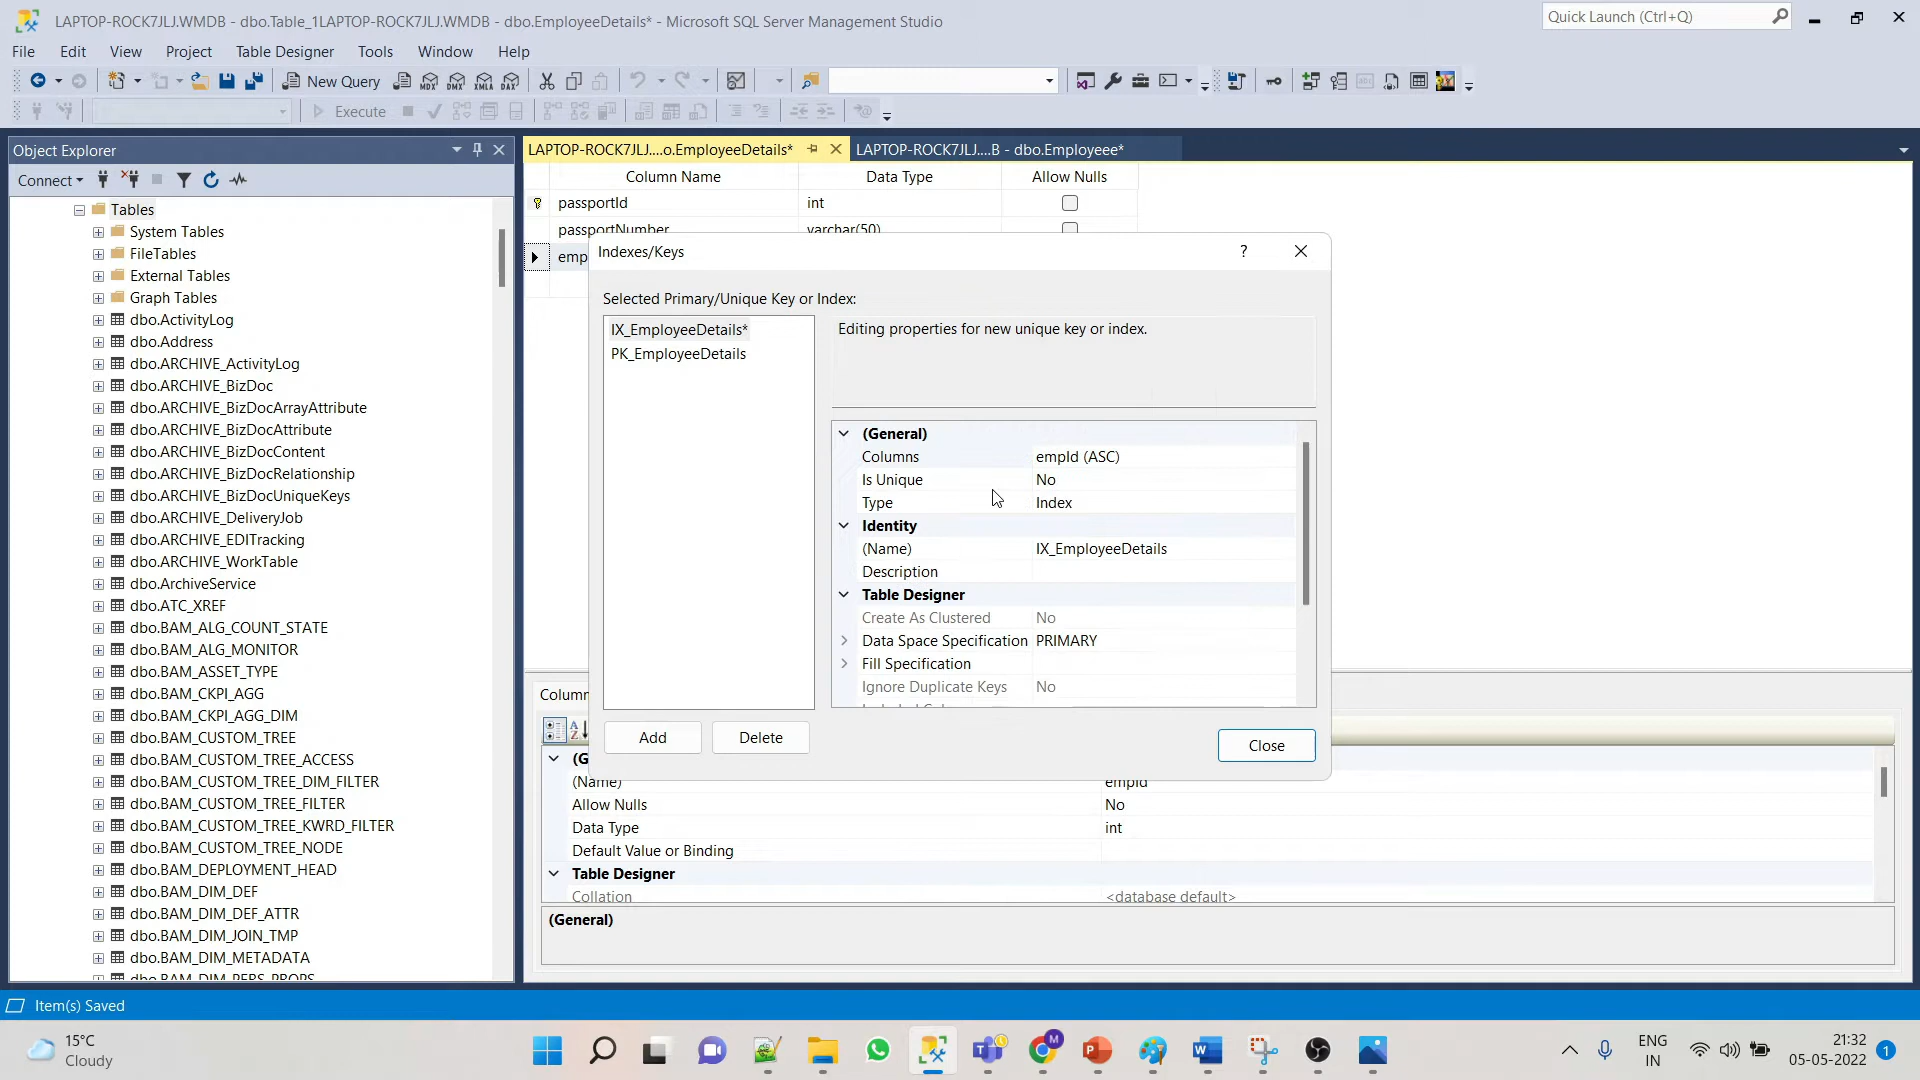 LAPTOP-ROCK7JLJ.WMDB - dbo.Table_1LAPTOP-ROCK7JLJ.WMDB - dbo.EmployeeDetails* - Microsoft SQL Server Management Studio
Quick Launch (Ctrl+Q)
File Edit View Project Table Designer Tools Window Help
New Query
MDX DMX XMLA DAX
Execute
Object Explorer
LAPTOP-ROCK7JLJ....o.EmployeeDetails*
LAPTOP-ROCK7JLJ....B - dbo.Employeee*
Connect
Tables
System Tables
FileTables
External Tables
Graph Tables
dbo.ActivityLog
dbo.Address
dbo.ARCHIVE_ActivityLog
dbo.ARCHIVE_BizDoc
dbo.ARCHIVE_BizDocArrayAttribute
dbo.ARCHIVE_BizDocAttribute
dbo.ARCHIVE_BizDocContent
dbo.ARCHIVE_BizDocRelationship
dbo.ARCHIVE_BizDocUniqueKeys
dbo.ARCHIVE_DeliveryJob
dbo.ARCHIVE_EDITracking
dbo.ARCHIVE_WorkTable
dbo.ArchiveService
dbo.ATC_XREF
dbo.BAM_ALG_COUNT_STATE
dbo.BAM_ALG_MONITOR
dbo.BAM_ASSET_TYPE
dbo.BAM_CKPI_AGG
dbo.BAM_CKPI_AGG_DIM
dbo.BAM_CUSTOM_TREE
dbo.BAM_CUSTOM_TREE_ACCESS
dbo.BAM_CUSTOM_TREE_DIM_FILTER
dbo.BAM_CUSTOM_TREE_FILTER
dbo.BAM_CUSTOM_TREE_KWRD_FILTER
dbo.BAM_CUSTOM_TREE_NODE
dbo.BAM_DEPLOYMENT_HEAD
dbo.BAM_DIM_DEF
dbo.BAM_DIM_DEF_ATTR
dbo.BAM_DIM_JOIN_TMP
dbo.BAM_DIM_METADATA
dbo.BAM_DIM_PERS_PROPS
Column Name Data Type Allow Nulls
passportId int
passportNumber varchar(50)
emp
Indexes/Keys
?
Selected Primary/Unique Key or Index:
IX_EmployeeDetails*
PK_EmployeeDetails
Editing properties for new unique key or index.
(General)
Columns empId (ASC)
Is Unique No
Type Index
Identity
(Name) IX_EmployeeDetails
Description
Table Designer
Create As Clustered No
Data Space Specification PRIMARY
Fill Specification
Ignore Duplicate Keys No
Add Delete
Close
Column
(G
(Name) empId
Allow Nulls No
Data Type int
Default Value or Binding
Table Designer
Collation <database default>
(General)
Item(s) Saved
15°C
Cloudy
ENG
IN
21:32
05-05-2022
1